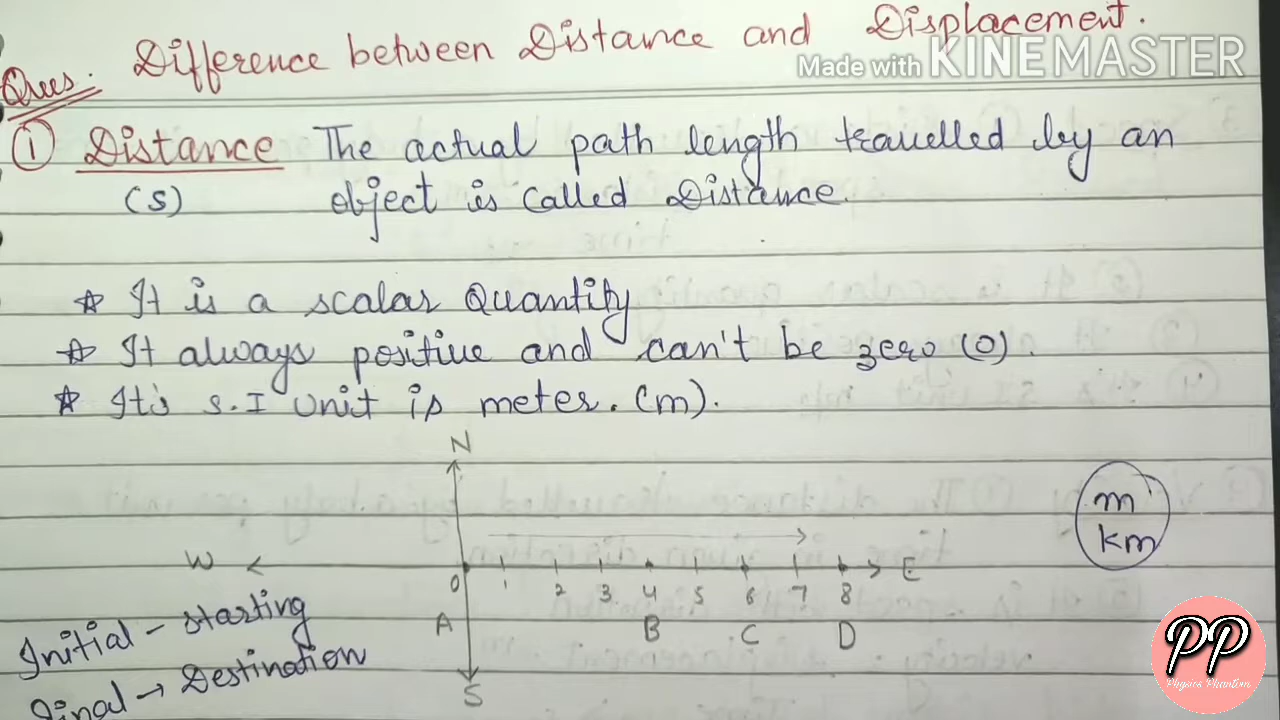 Difference between Distance and Displacement.
Made with KINEMASTER
Ques.
① Distance The actual path length travelled by an
(S) object is called Distance.
☆ It is a scalar Quantity
☆ It always positive and can't be zero (0).
☆ It's S.I Unit is meter. (m).
N
m
km
W E
0 1 2 3 4 5 6 7 8
A B C D
Initial - starting
Final → Destination
S
PP
Physics Phantom